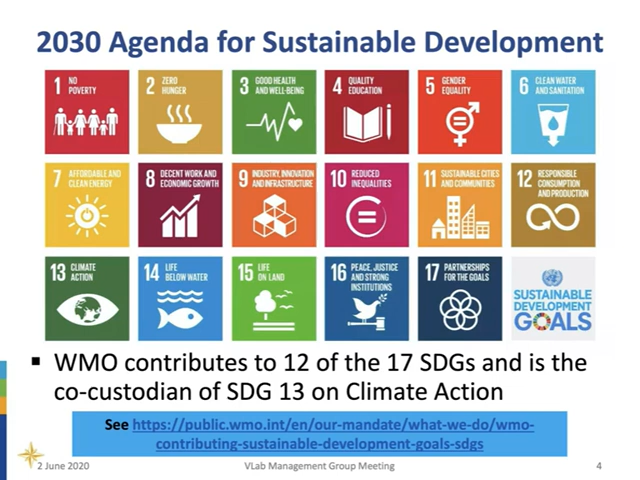 2030 Agenda for Sustainable Development
1 NO
POVERTY
2 ZERO
HUNGER
3 GOOD HEALTH
AND WELL-BEING
4 QUALITY
EDUCATION
5 GENDER
EQUALITY
6 CLEAN WATER
AND SANITATION
7 AFFORDABLE AND
CLEAN ENERGY
8 DECENT WORK AND
ECONOMIC GROWTH
9 INDUSTRY, INNOVATION
AND INFRASTRUCTURE
10 REDUCED
INEQUALITIES
11 SUSTAINABLE CITIES
AND COMMUNITIES
12 RESPONSIBLE
CONSUMPTION
AND PRODUCTION
13 CLIMATE
ACTION
14 LIFE
BELOW WATER
15 LIFE
ON LAND
16 PEACE, JUSTICE
AND STRONG
INSTITUTIONS
17 PARTNERSHIPS
FOR THE GOALS
SUSTAINABLE
DEVELOPMENT
GOALS
▪ WMO contributes to 12 of the 17 SDGs and is the
co-custodian of SDG 13 on Climate Action
See https://public.wmo.int/en/our-mandate/what-we-do/wmo-
contributing-sustainable-development-goals-sdgs
2 June 2020
VLab Management Group Meeting
4